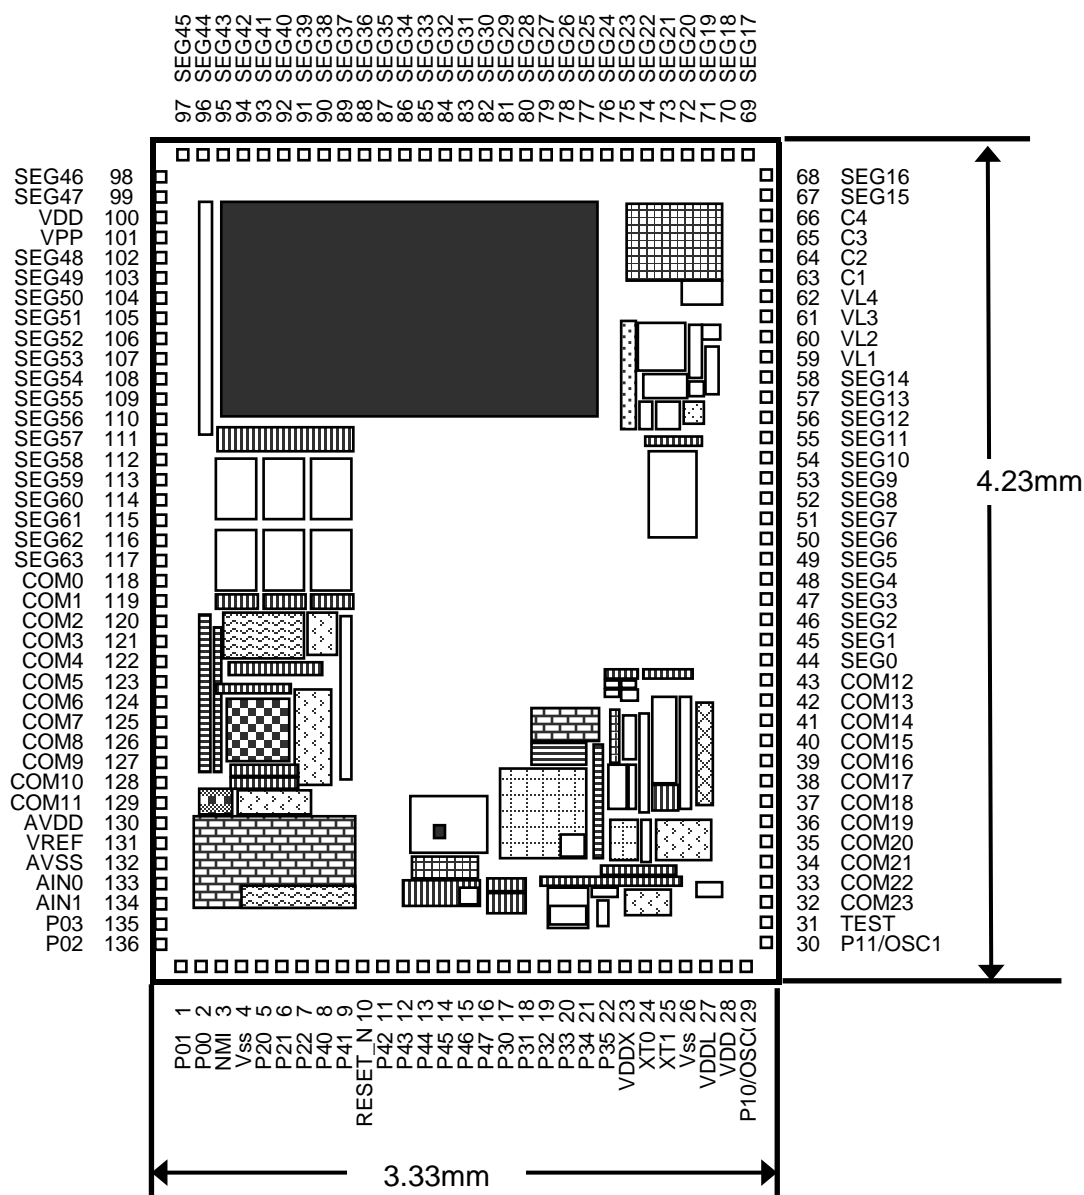 97 SEG45
96 SEG44
95 SEG43
94 SEG42
93 SEG41
92 SEG40
91 SEG39
90 SEG38
89 SEG37
88 SEG36
87 SEG35
86 SEG34
85 SEG33
84 SEG32
83 SEG31
82 SEG30
81 SEG29
80 SEG28
79 SEG27
78 SEG26
77 SEG25
76 SEG24
75 SEG23
74 SEG22
73 SEG21
72 SEG20
71 SEG19
70 SEG18
69 SEG17
SEG46 98
SEG47 99
VDD 100
VPP 101
SEG48 102
SEG49 103
SEG50 104
SEG51 105
SEG52 106
SEG53 107
SEG54 108
SEG55 109
SEG56 110
SEG57 111
SEG58 112
SEG59 113
SEG60 114
SEG61 115
SEG62 116
SEG63 117
COM0 118
COM1 119
COM2 120
COM3 121
COM4 122
COM5 123
COM6 124
COM7 125
COM8 126
COM9 127
COM10 128
COM11 129
AVDD 130
VREF 131
AVSS 132
AIN0 133
AIN1 134
P03 135
P02 136
68 SEG16
67 SEG15
66 C4
65 C3
64 C2
63 C1
62 VL4
61 VL3
60 VL2
59 VL1
58 SEG14
57 SEG13
56 SEG12
55 SEG11
54 SEG10
53 SEG9
52 SEG8
51 SEG7
50 SEG6
49 SEG5
48 SEG4
47 SEG3
46 SEG2
45 SEG1
44 SEG0
43 COM12
42 COM13
41 COM14
40 COM15
39 COM16
38 COM17
37 COM18
36 COM19
35 COM20
34 COM21
33 COM22
32 COM23
31 TEST
30 P11/OSC1
4.23mm
P01 1
P00 2
NMI 3
Vss 4
P20 5
P21 6
P22 7
P40 8
P41 9
RESET_N 10
P42 11
P43 12
P44 13
P45 14
P46 15
P47 16
P30 17
P31 18
P32 19
P33 20
P34 21
P35 22
VDDX 23
XT0 24
XT1 25
Vss 26
VDDL 27
VDD 28
P10/OSC 29
3.33mm